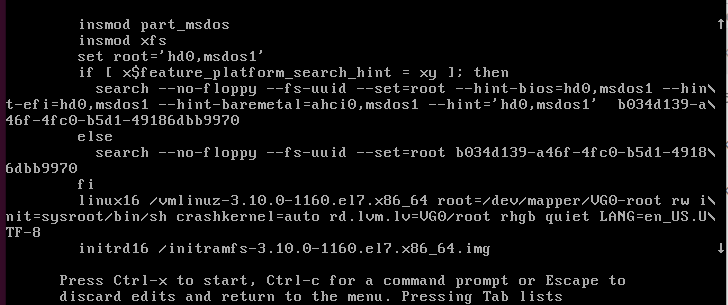 insmod part_msdos
insmod xfs
set root='hd0,msdos1'
if [ x$feature_platform_search_hint = xy ]; then
search --no-floppy --fs-uuid --set=root --hint-bios=hd0,msdos1 --hin\
t-efi=hd0,msdos1 --hint-baremetal=ahci0,msdos1 --hint='hd0,msdos1'  b034d139-a\
46f-4fc0-b5d1-49186dbb9970
else
search --no-floppy --fs-uuid --set=root b034d139-a46f-4fc0-b5d1-4918\
6dbb9970
fi
linux16 /vmlinuz-3.10.0-1160.el7.x86_64 root=/dev/mapper/VG0-root rw i\
nit=sysroot/bin/sh crashkernel=auto rd.lvm.lv=VG0/root rhgb quiet LANG=en_US.U\
TF-8
initrd16 /initramfs-3.10.0-1160.el7.x86_64.img
Press Ctrl-x to start, Ctrl-c for a command prompt or Escape to
discard edits and return to the menu. Pressing Tab lists